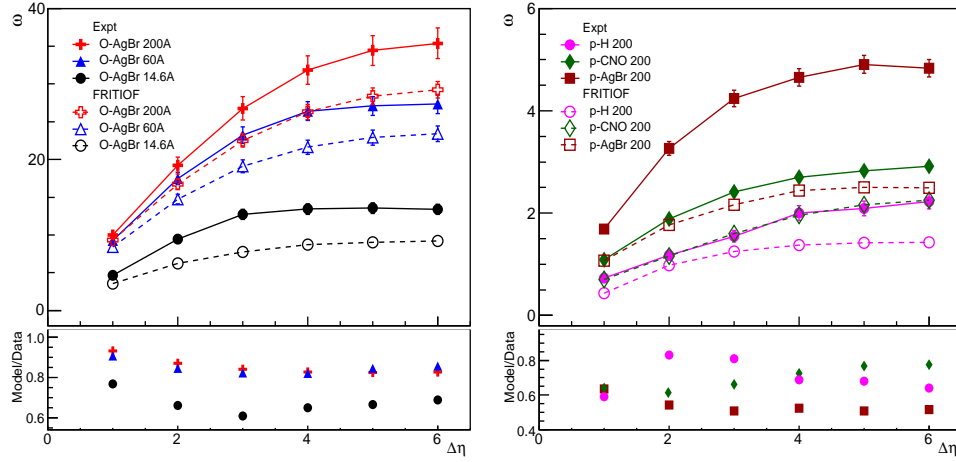 ω
40
20
0
Expt
O-AgBr 200A
O-AgBr 60A
O-AgBr 14.6A
FRITIOF
O-AgBr 200A
O-AgBr 60A
O-AgBr 14.6A
Model/Data
1.0
0.8
0.6
0 2 4 6
Δη
ω
6
4
2
0
Expt
p-H 200
p-CNO 200
p-AgBr 200
FRITIOF
p-H 200
p-CNO 200
p-AgBr 200
Model/Data
0.8
0.6
0.4
0 2 4 6
Δη